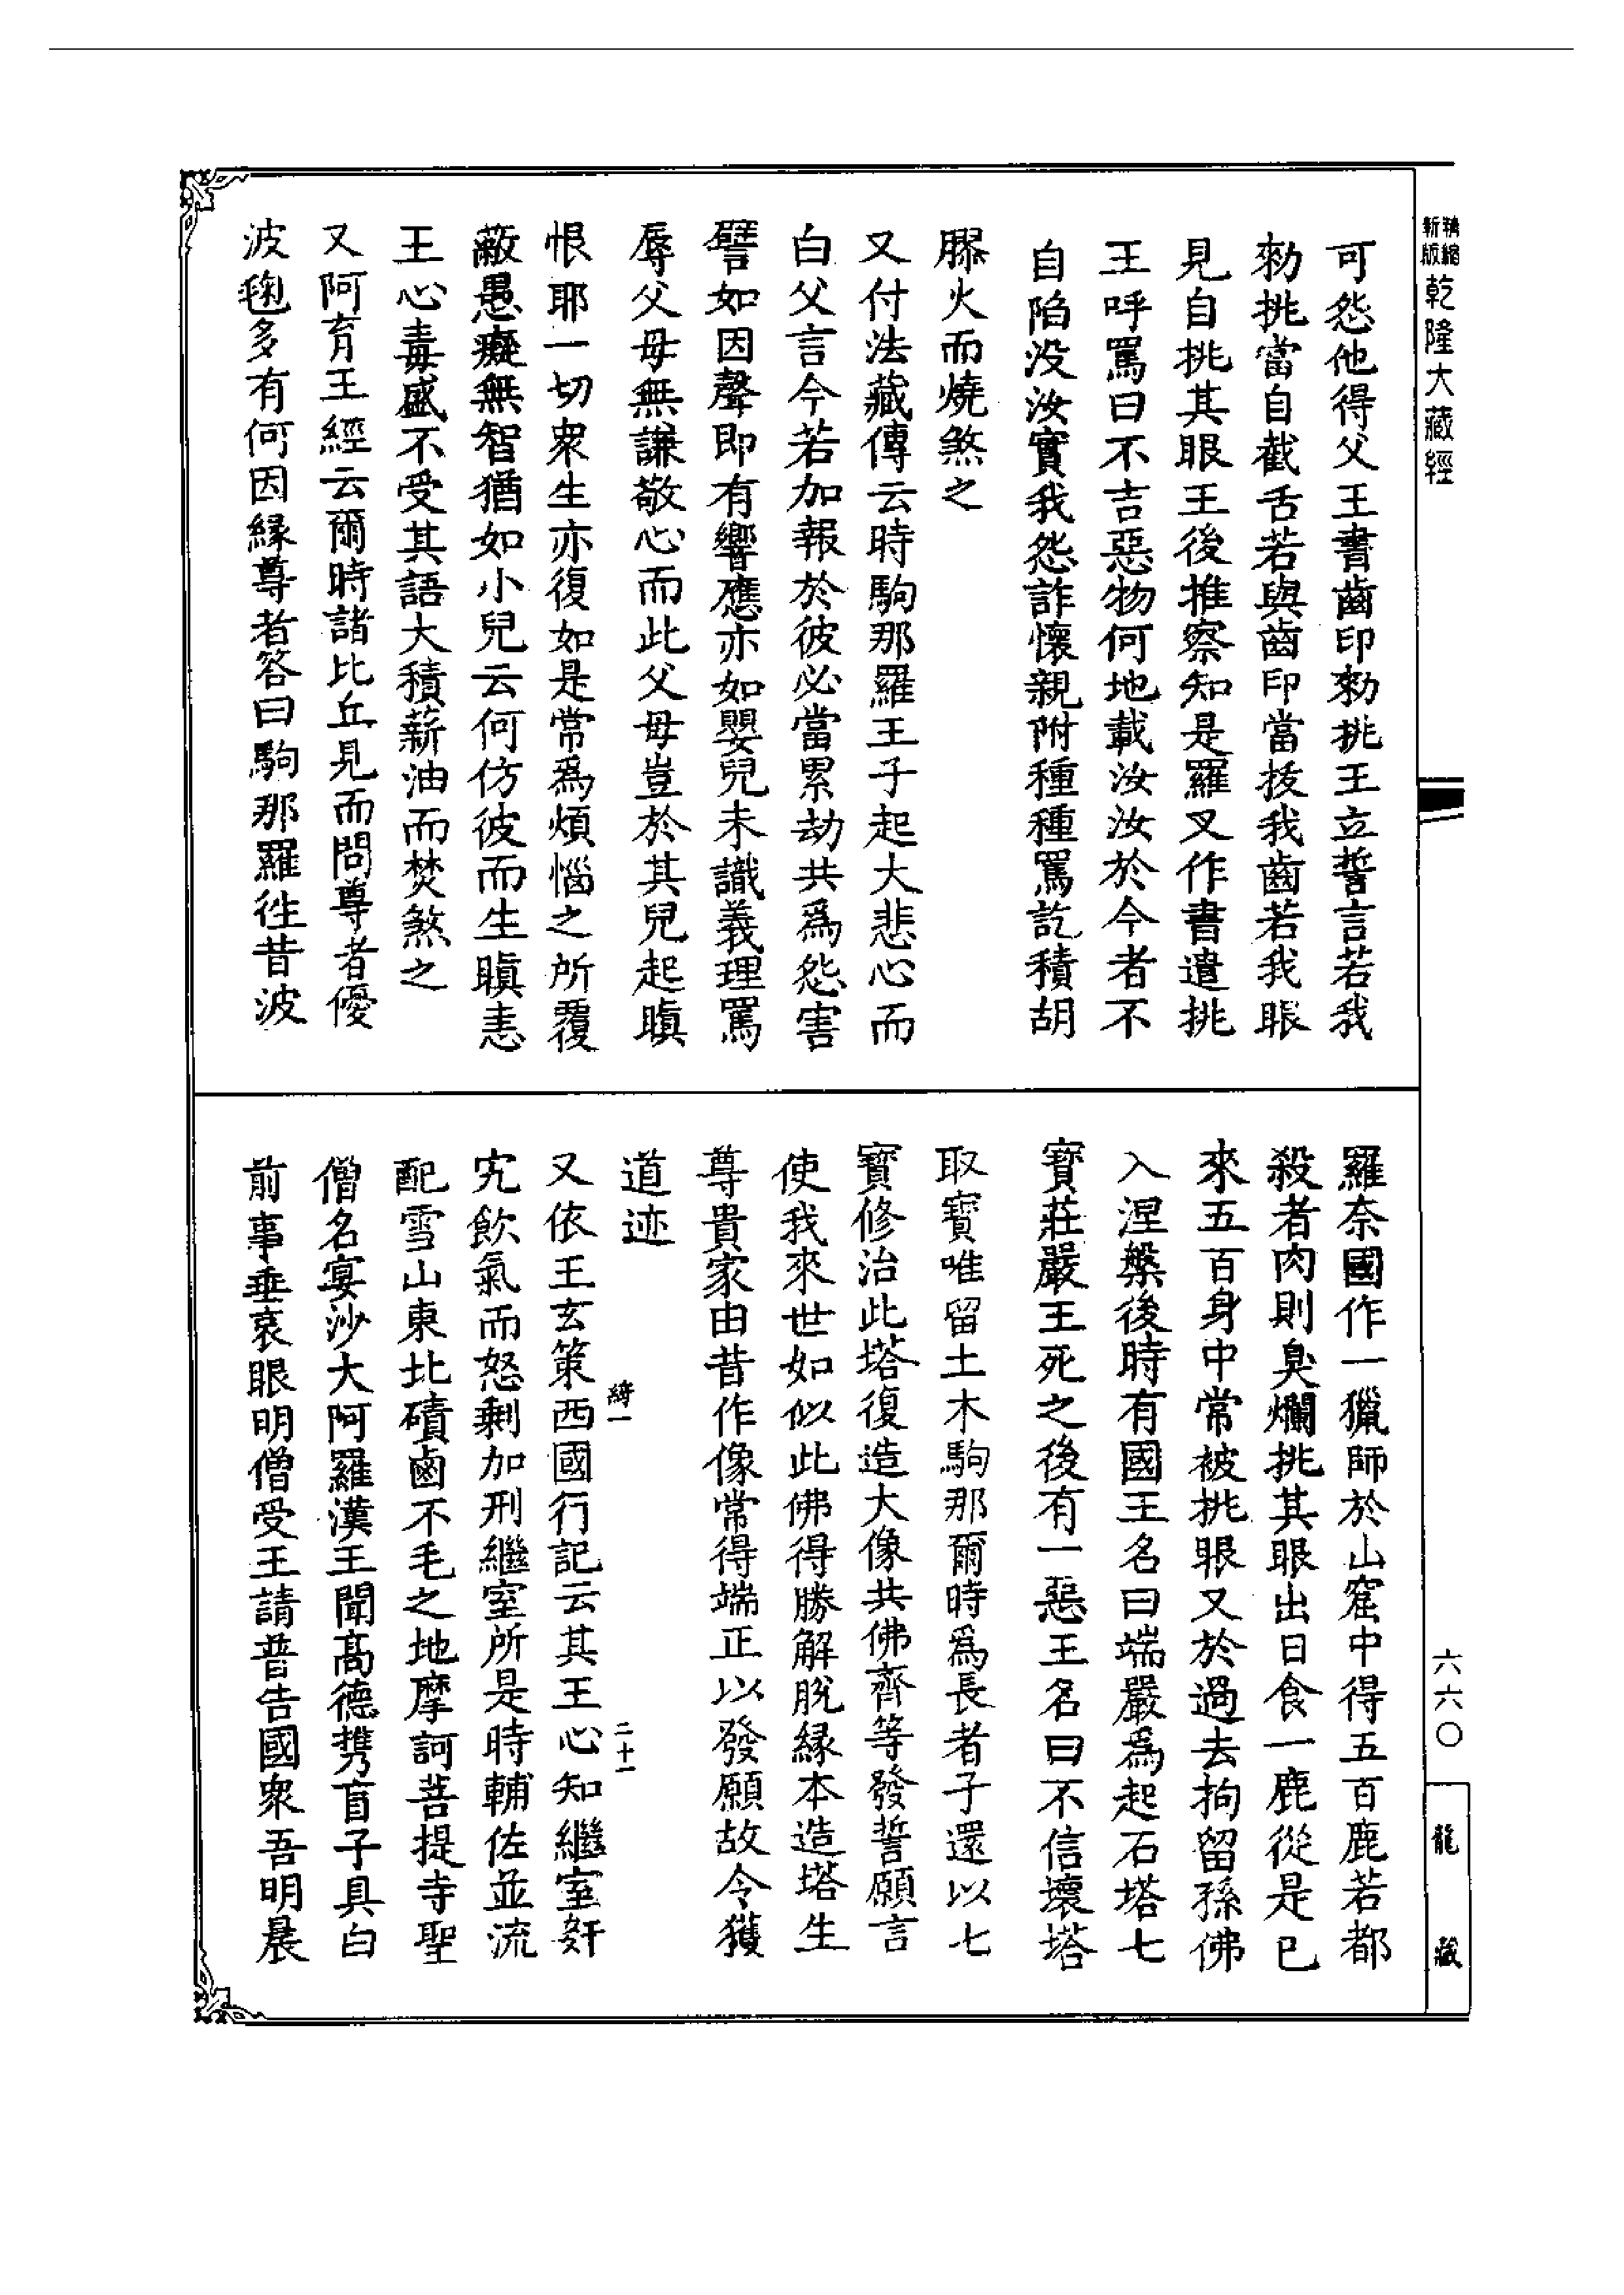 新版 精縮 乾隆大藏經
可怨他得父王書齒印勑挑王立誓言若我
勑挑當自截舌若與齒印當拔我齒若我眼
見自挑其眼王後推察知是羅叉作書遣挑
王呼罵曰不吉惡物何地載汝汝於今者不
自陷没汝實我怨詐懷親附種種罵訖積胡
膠火而燒煞之
又付法藏傳云時駒那羅王子起大悲心而
白父言今若加報於彼必當累劫共爲怨害
譬如因聲即有響應亦如嬰兒未識義理罵
辱父母無謙敬心而此父母豈於其兒起瞋
恨耶一切衆生亦復如是常爲煩惱之所覆
蔽愚癡無智猶如小兒云何仿彼而生瞋恚
王心毒盛不受其語大積薪油而焚煞之
又阿育王經云爾時諸比丘見而問尊者優
波毱多有何因緣尊者答曰駒那羅徃昔波
羅奈國作一獵師於山窟中得五百鹿若都
殺者肉則臭爛挑其眼出日食一鹿從是已
來五百身中常被挑眼又於過去拘留孫佛
入涅槃後時有國王名曰端嚴爲起石塔七
寶莊嚴王死之後有一惡王名曰不信壞塔
取寶唯留土木駒那爾時爲長者子還以七
寶修治此塔復造大像共佛齊等發誓願言
使我來世如似此佛得勝解脫緣本造塔生
尊貴家由昔作像常得端正以發願故今獲
道迹
綺一 二十一
又依王玄策西國行記云其王心知繼室姧
宄飲氣而怒剩加刑繼室所是時輔佐並流
配雪山東北磧鹵不毛之地摩訶菩提寺聖
僧名寠沙大阿羅漢王聞高德携盲子具白
前事垂哀眼明僧受王請普告國衆吾明晨
六六〇
龍藏